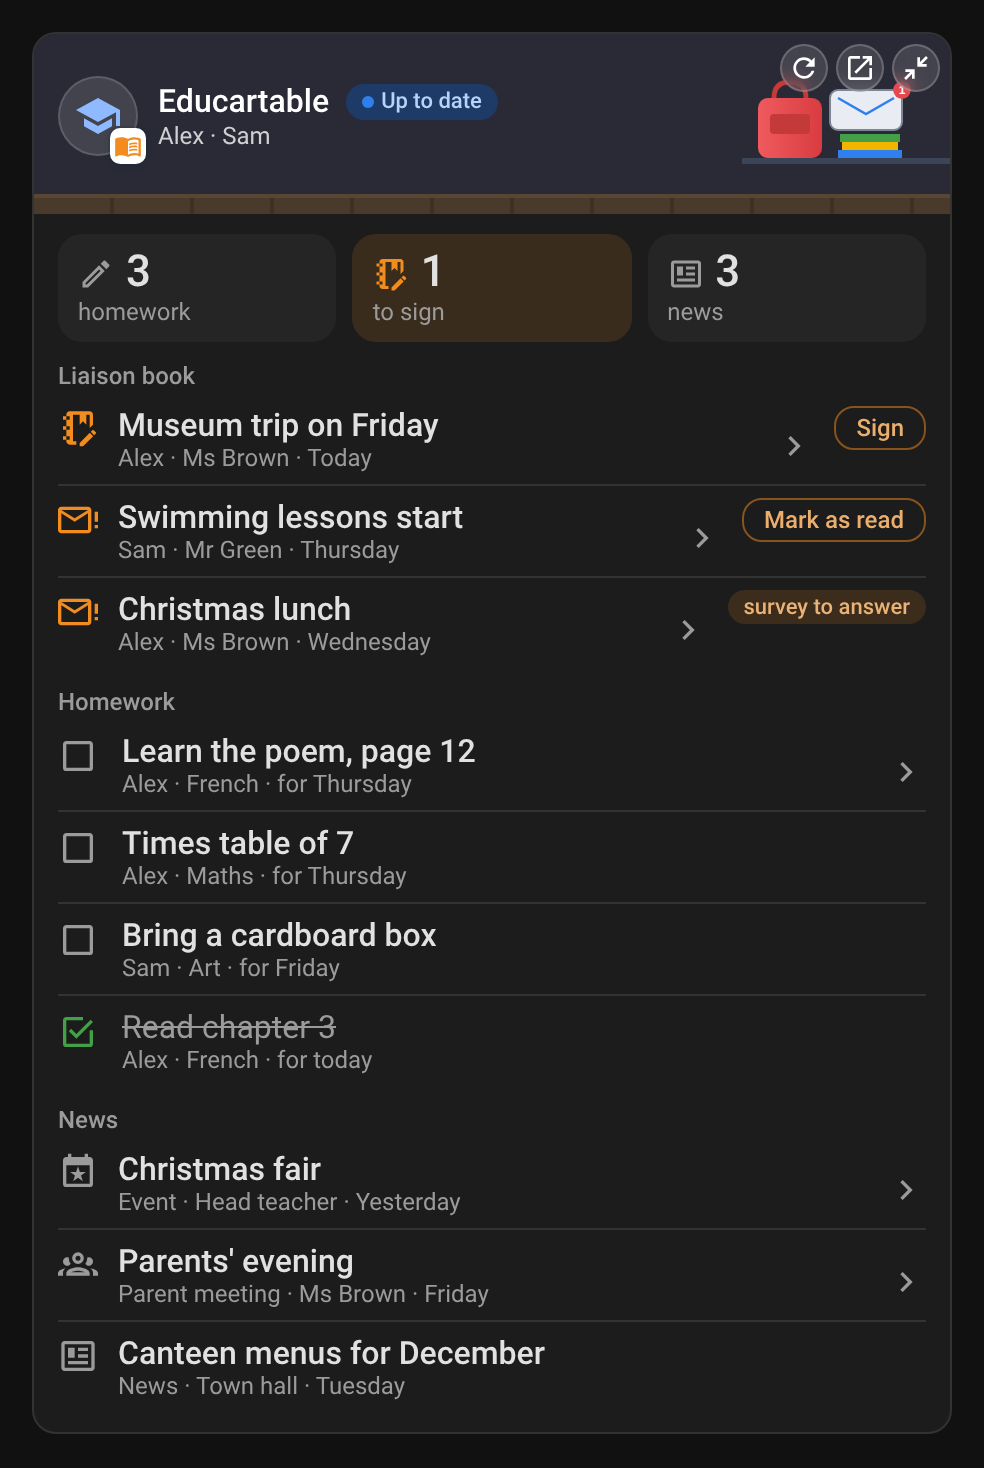 Educartable
Up to date
Alex · Sam
1
3
homework
1
to sign
3
news
Liaison book
Museum trip on Friday
Alex · Ms Brown · Today
Sign
Swimming lessons start
Sam · Mr Green · Thursday
Mark as read
Christmas lunch
Alex · Ms Brown · Wednesday
survey to answer
Homework
Learn the poem, page 12
Alex · French · for Thursday
Times table of 7
Alex · Maths · for Thursday
Bring a cardboard box
Sam · Art · for Friday
Read chapter 3
Alex · French · for today
News
Christmas fair
Event · Head teacher · Yesterday
Parents' evening
Parent meeting · Ms Brown · Friday
Canteen menus for December
News · Town hall · Tuesday